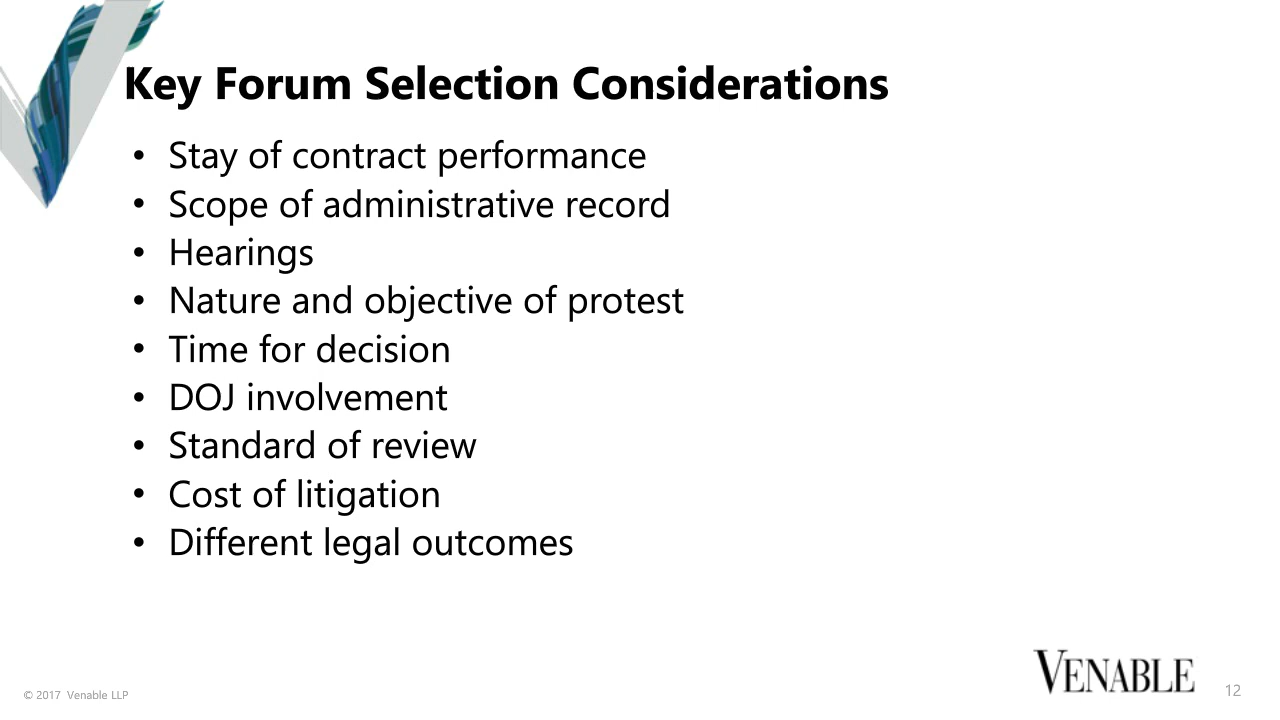 Key Forum Selection Considerations
• Stay of contract performance
• Scope of administrative record
• Hearings
• Nature and objective of protest
• Time for decision
• DOJ involvement
• Standard of review
• Cost of litigation
• Different legal outcomes
© 2017 Venable LLP
VENABLE
12